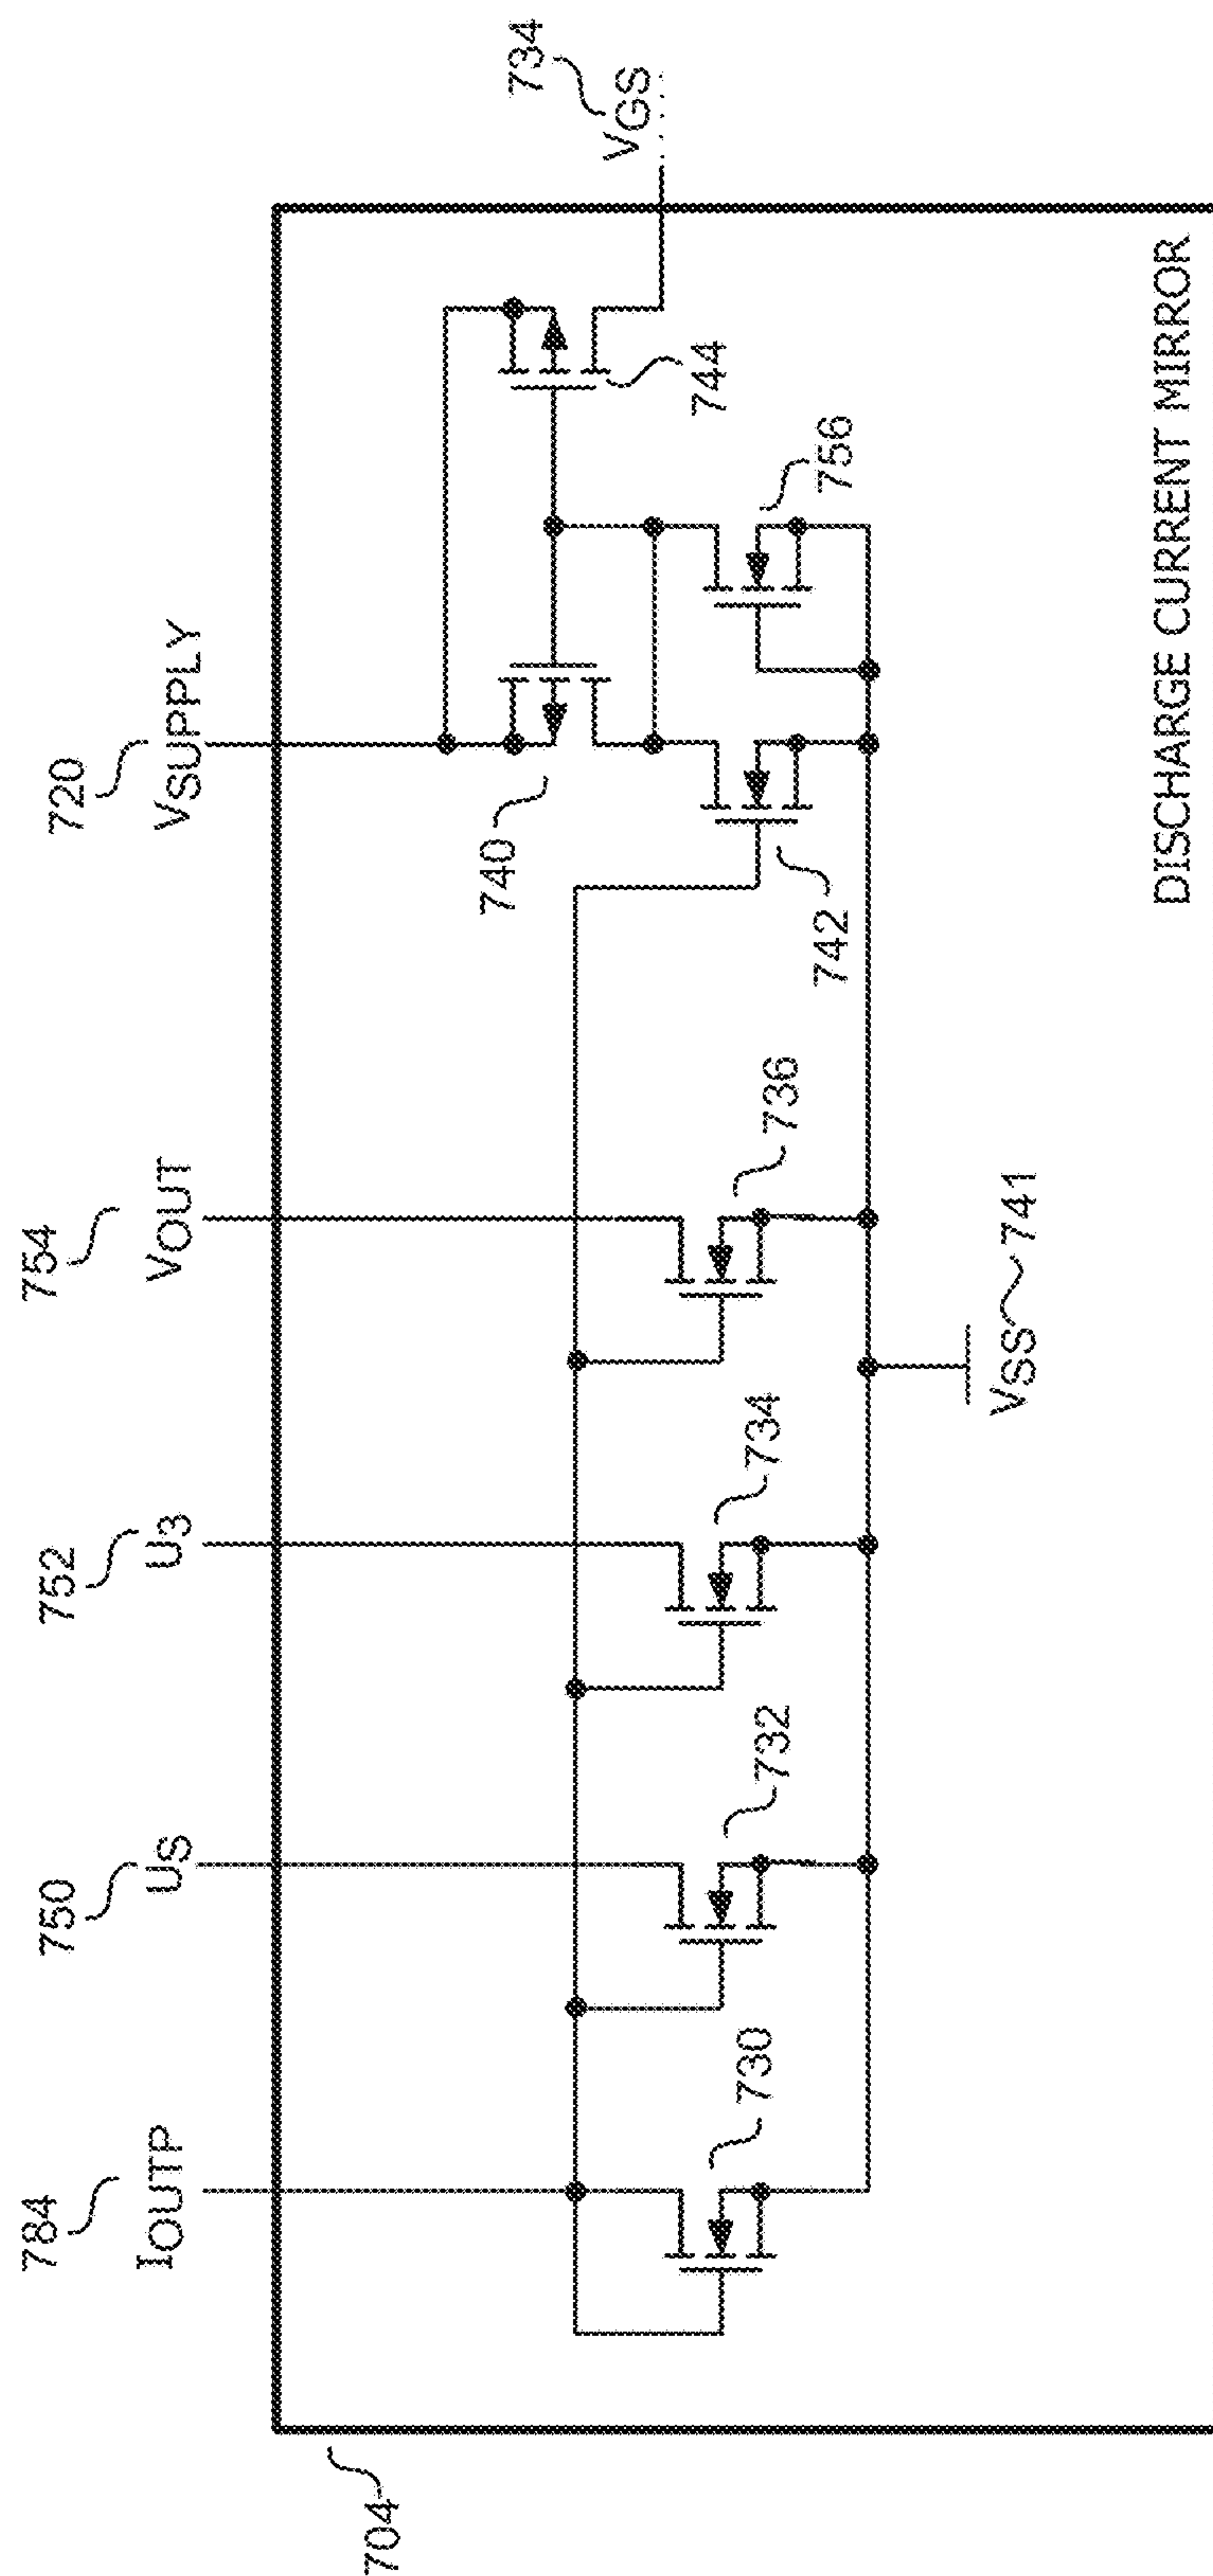 784
IOUTP
750
US
752
U3
754
VOUT
720
VSUPPLY
734
VGS
704
730
732
734
736
740
742
744
756
VSS 741
DISCHARGE CURRENT MIRROR